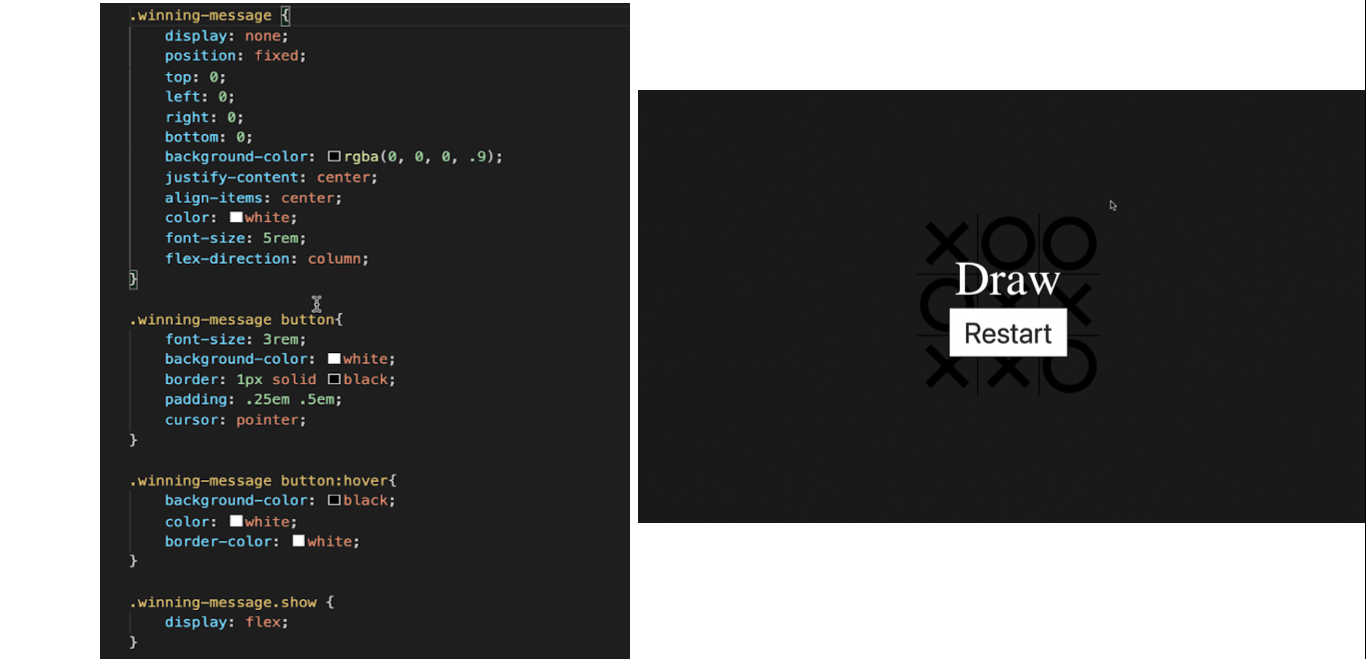 .winning-message {
display: none;
position: fixed;
top: 0;
left: 0;
right: 0;
bottom: 0;
background-color: rgba(0, 0, 0, .9);
justify-content: center;
align-items: center;
color: white;
font-size: 5rem;
flex-direction: column;
}
.winning-message button{
font-size: 3rem;
background-color: white;
border: 1px solid black;
padding: .25em .5em;
cursor: pointer;
}
.winning-message button:hover{
background-color: black;
color: white;
border-color: white;
}
.winning-message.show {
display: flex;
}
Draw
Restart